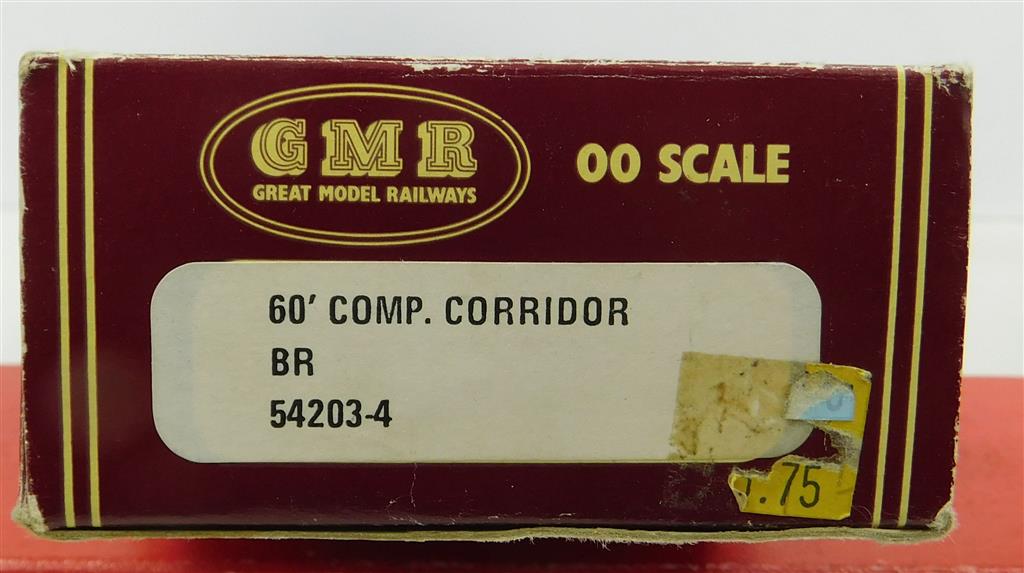 GMR
GREAT MODEL RAILWAYS
OO SCALE
60' COMP. CORRIDOR
BR
54203-4
.75